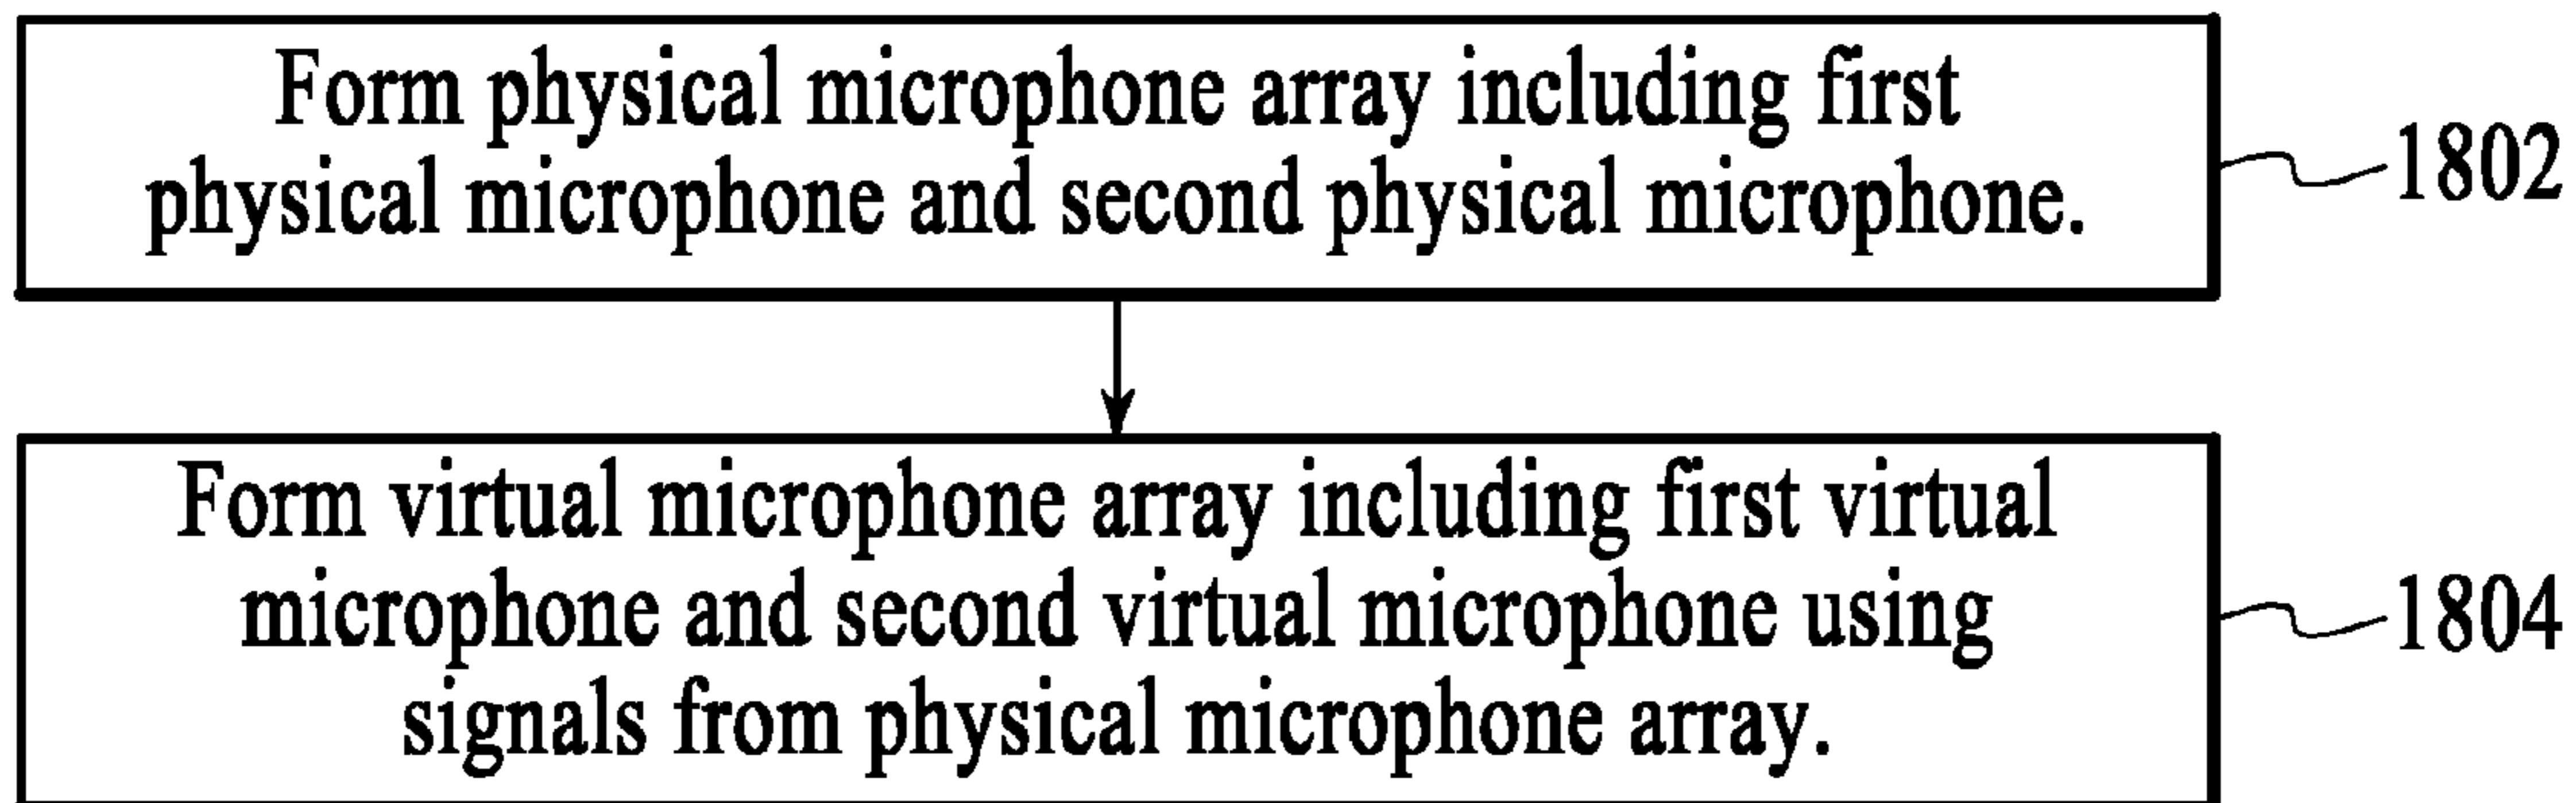 Form physical microphone array including first
physical microphone and second physical microphone.
1802
Form virtual microphone array including first virtual
microphone and second virtual microphone using
signals from physical microphone array.
1804